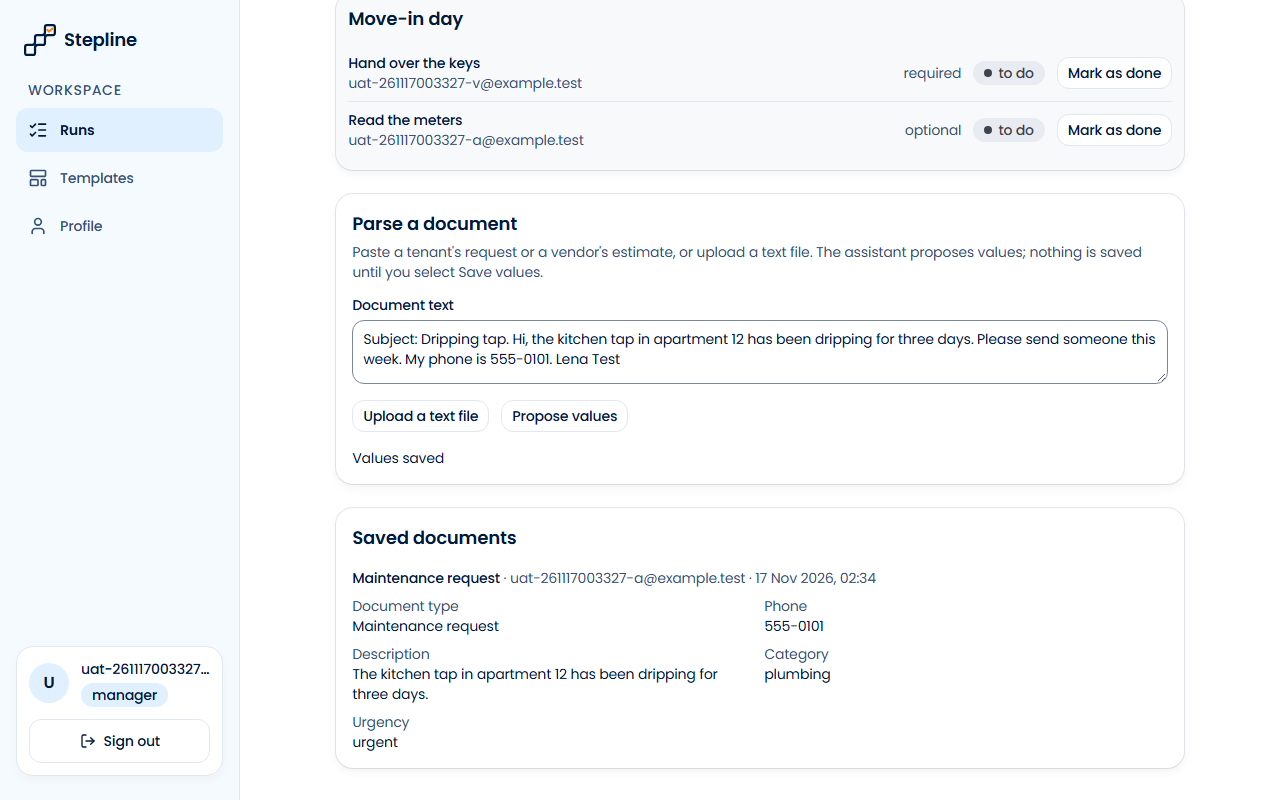 Stepline
WORKSPACE
Runs
Templates
Profile
uat-261117003327...
U
manager
Sign out
Move-in day
Hand over the keys
uat-261117003327-v@example.test
required
to do
Mark as done
Read the meters
uat-261117003327-a@example.test
optional
to do
Mark as done
Parse a document
Paste a tenant's request or a vendor's estimate, or upload a text file. The assistant proposes values; nothing is saved
until you select Save values.
Document text
Subject: Dripping tap. Hi, the kitchen tap in apartment 12 has been dripping for three days. Please send someone this
week. My phone is 555-0101. Lena Test
Upload a text file
Propose values
Values saved
Saved documents
Maintenance request · uat-261117003327-a@example.test · 17 Nov 2026, 02:34
Document type
Maintenance request
Phone
555-0101
Description
The kitchen tap in apartment 12 has been dripping for
three days.
Category
plumbing
Urgency
urgent